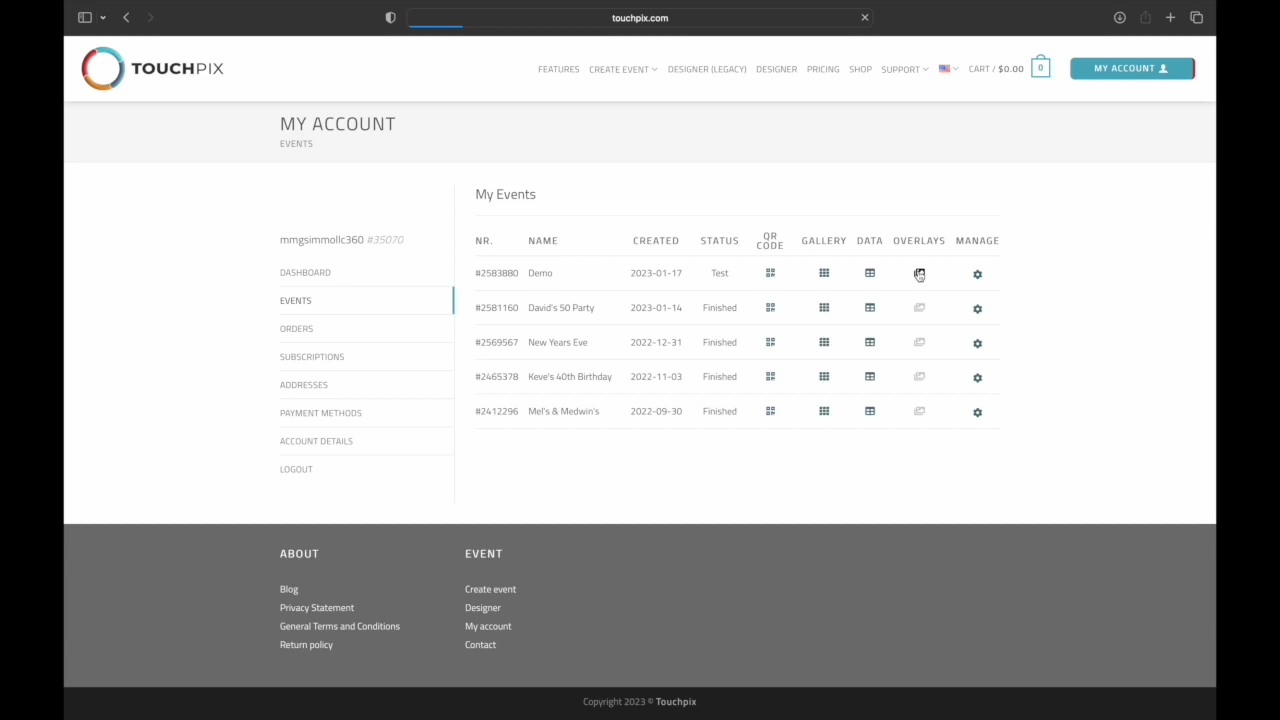 touchpix.com
TOUCHPIX
FEATURES CREATE EVENT DESIGNER (LEGACY) DESIGNER PRICING SHOP SUPPORT CART / $0.00 0 MY ACCOUNT
MY ACCOUNT
EVENTS
mmgsimmollc360 #35070
DASHBOARD
EVENTS
ORDERS
SUBSCRIPTIONS
ADDRESSES
PAYMENT METHODS
ACCOUNT DETAILS
LOGOUT
My Events
NR. NAME CREATED STATUS QR CODE GALLERY DATA OVERLAYS MANAGE
#2583880 Demo 2023-01-17 Test
#2581160 David's 50 Party 2023-01-14 Finished
#2569567 New Years Eve 2022-12-31 Finished
#2465378 Keve's 40th Birthday 2022-11-03 Finished
#2412296 Mel's & Medwin's 2022-09-30 Finished
ABOUT
Blog
Privacy Statement
General Terms and Conditions
Return policy
EVENT
Create event
Designer
My account
Contact
Copyright 2023 © Touchpix